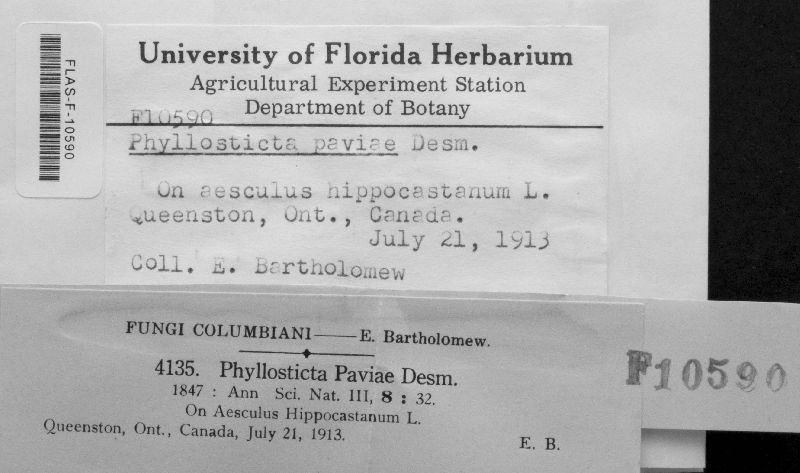 FLAS-F-10590
University of Florida Herbarium
Agricultural Experiment Station
Department of Botany
F10590
Phyllosticta paviae Desm.
On aesculus hippocastanum L.
Queenston, Ont., Canada.
July 21, 1913
Coll. E. Bartholomew
FUNGI COLUMBIANI—E. Bartholomew.
4135. Phyllosticta Paviae Desm.
1847 : Ann Sci. Nat. III, 8 : 32.
On Aesculus Hippocastanum L.
Queenston, Ont., Canada, July 21, 1913.
E. B.
F10590